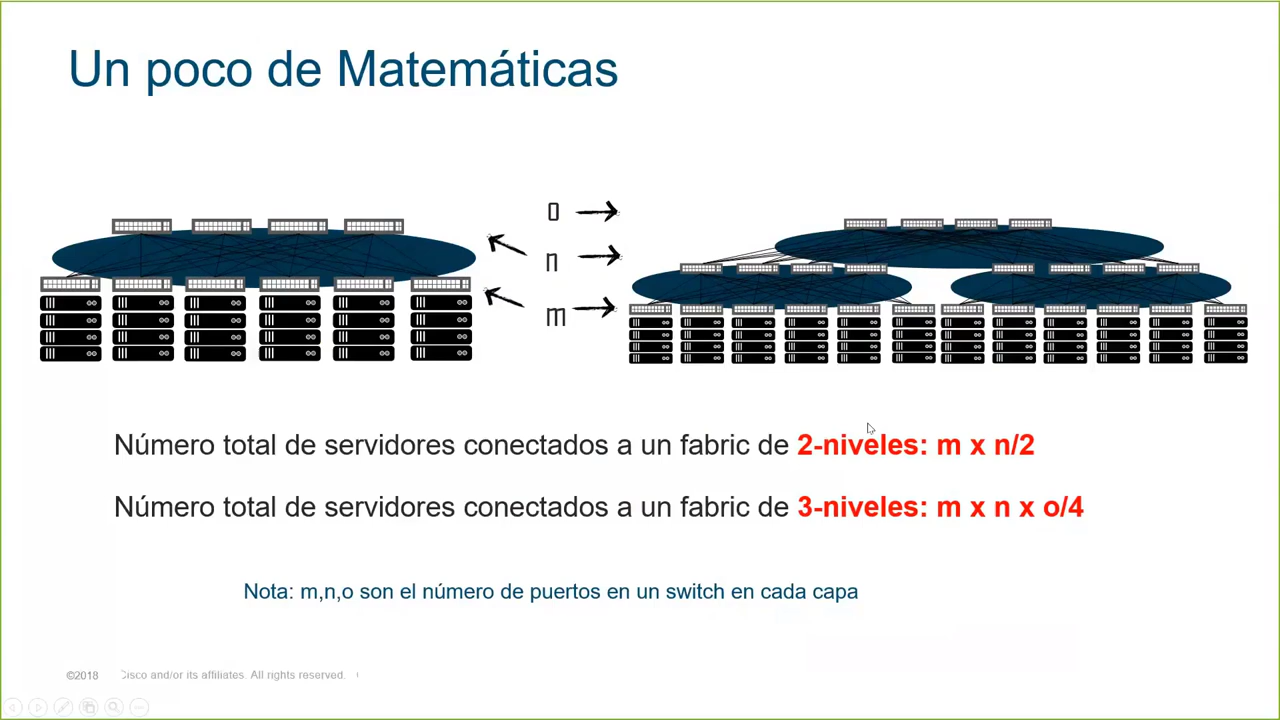 Un poco de Matemáticas
o
n
m
Número total de servidores conectados a un fabric de 2-niveles: m x n/2
Número total de servidores conectados a un fabric de 3-niveles: m x n x o/4
Nota: m,n,o son el número de puertos en un switch en cada capa
©2018 Cisco and/or its affiliates. All rights reserved.